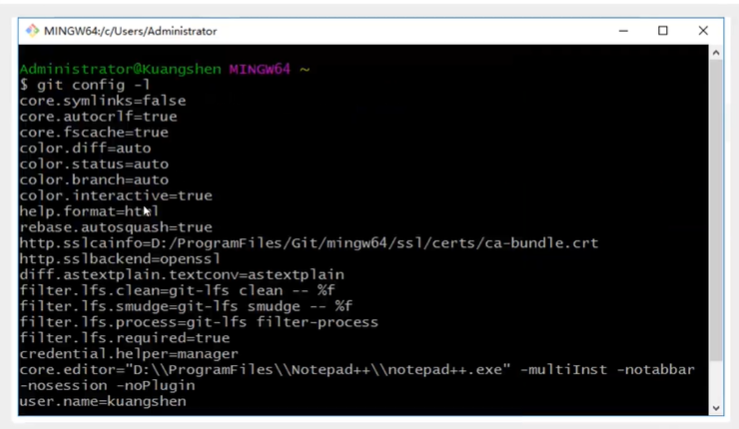 MINGW64:/c/Users/Administrator
Administrator@Kuangshen MINGW64 ~
$ git config -l
core.symlinks=false
core.autocrlf=true
core.fscache=true
color.diff=auto
color.status=auto
color.branch=auto
color.interactive=true
help.format=html
rebase.autosquash=true
http.sslcainfo=D:/ProgramFiles/Git/mingw64/ssl/certs/ca-bundle.crt
http.sslbackend=openssl
diff.astextplain.textconv=astextplain
filter.lfs.clean=git-lfs clean -- %f
filter.lfs.smudge=git-lfs smudge -- %f
filter.lfs.process=git-lfs filter-process
filter.lfs.required=true
credential.helper=manager
core.editor="D:\\ProgramFiles\\Notepad++\\notepad++.exe" -multiInst -notabbar
-nosession -noPlugin
user.name=kuangshen